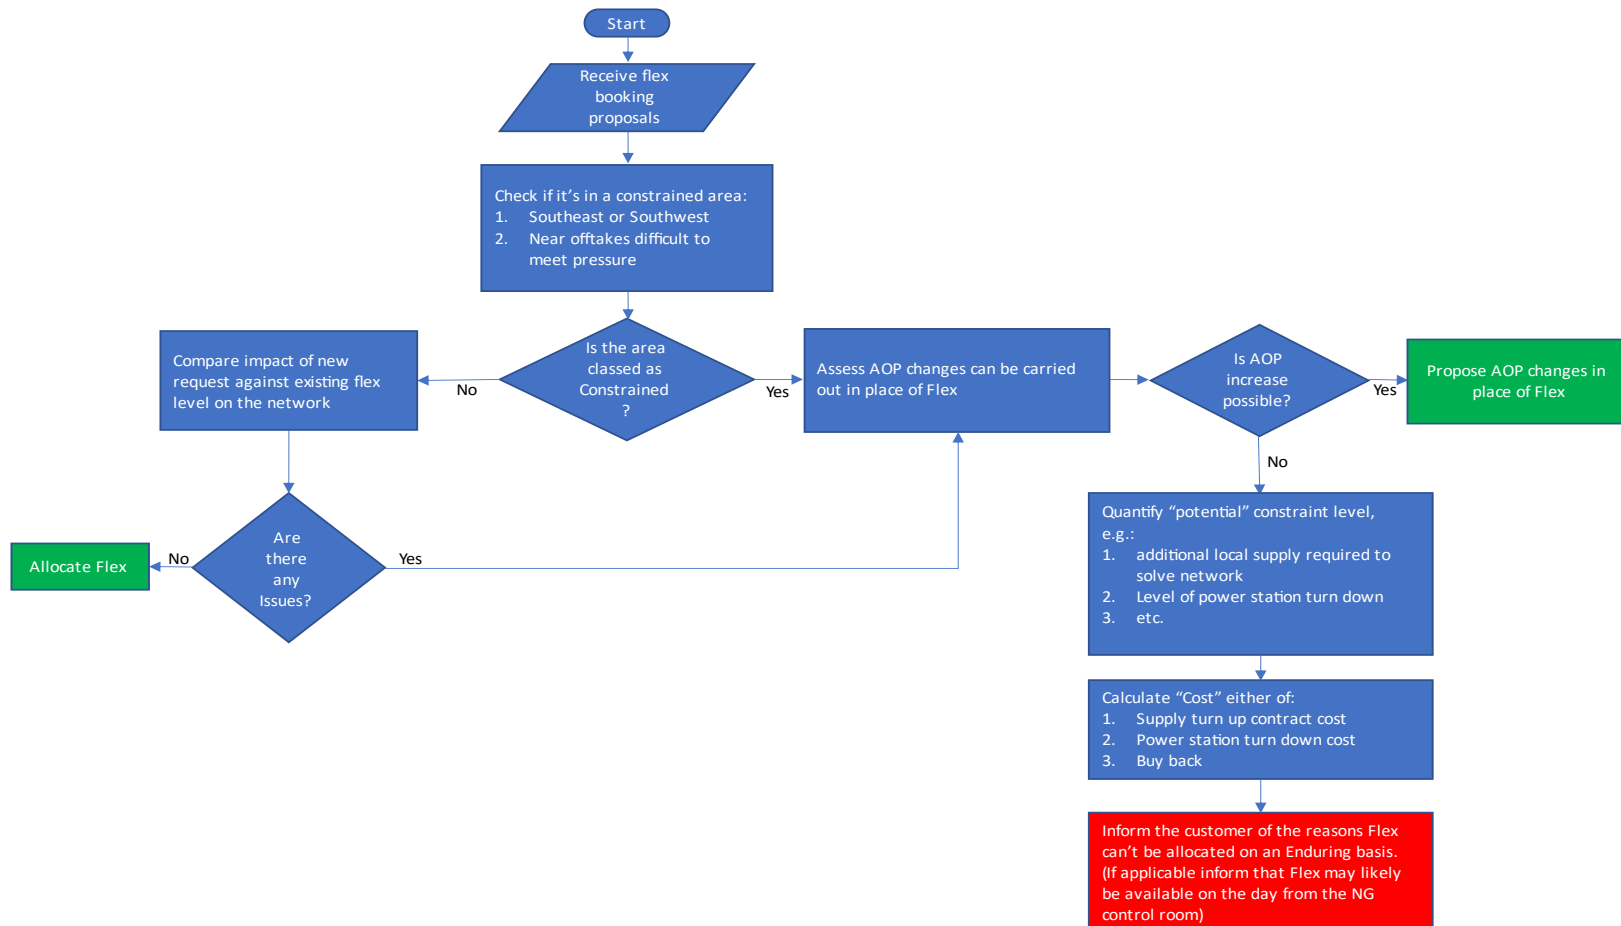 Start
Receive flex
booking
proposals
Check if it’s in a constrained area:
1. Southeast or Southwest
2. Near offtakes difficult to
meet pressure
Is the area
classed as
Constrained
?
No
Yes
Compare impact of new
request against existing flex
level on the network
Are
there
any
Issues?
No
Yes
Allocate Flex
Assess AOP changes can be carried
out in place of Flex
Is AOP
increase
possible?
Yes
No
Propose AOP changes in
place of Flex
Quantify “potential” constraint level,
e.g.:
1. additional local supply required to
solve network
2. Level of power station turn down
3. etc.
Calculate “Cost” either of:
1. Supply turn up contract cost
2. Power station turn down cost
3. Buy back
Inform the customer of the reasons Flex
can’t be allocated on an Enduring basis.
(If applicable inform that Flex may likely
be available on the day from the NG
control room)